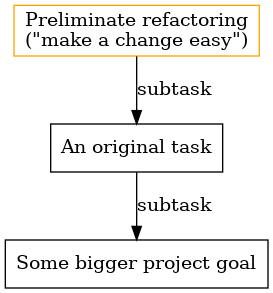 Preliminate refactoring
("make a change easy")
subtask
An original task
subtask
Some bigger project goal